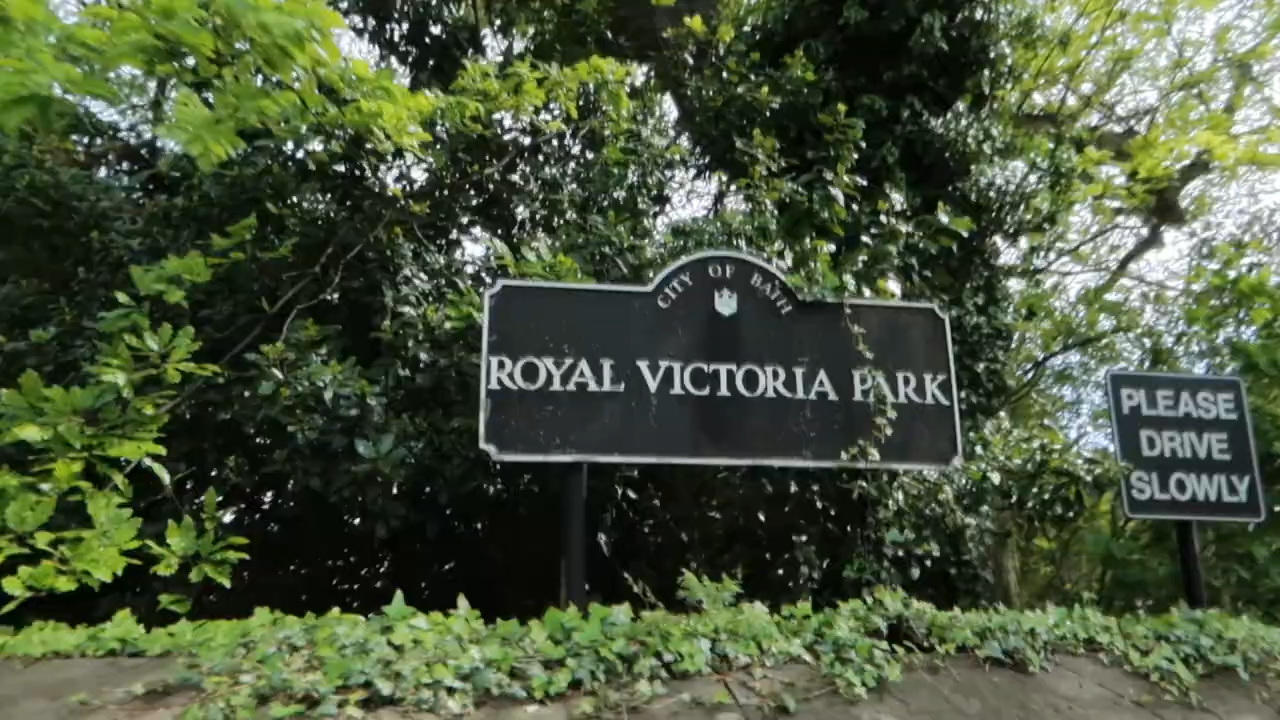 CITY OF BATH
ROYAL VICTORIA PARK
PLEASE
DRIVE
SLOWLY